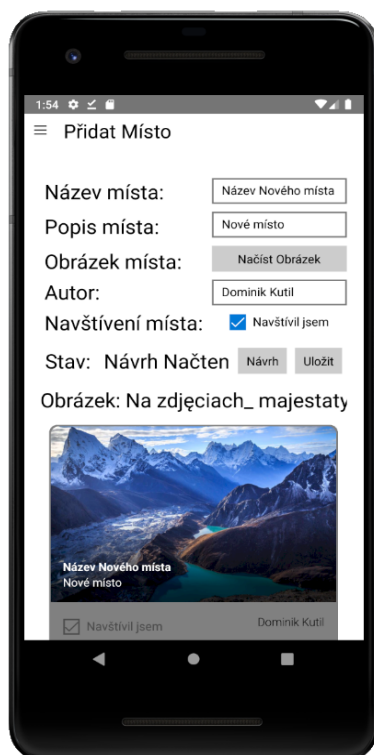 1:54
Přidat Místo
Název místa: Název Nového místa
Popis místa: Nové místo
Obrázek místa: Načíst Obrázek
Autor: Dominik Kutil
Navštívení místa: Navštívil jsem
Stav: Návrh Načten Návrh Uložit
Obrázek: Na zdjęciach_ majestaty
Název Nového místa
Nové místo
Navštívil jsem Dominik Kutil